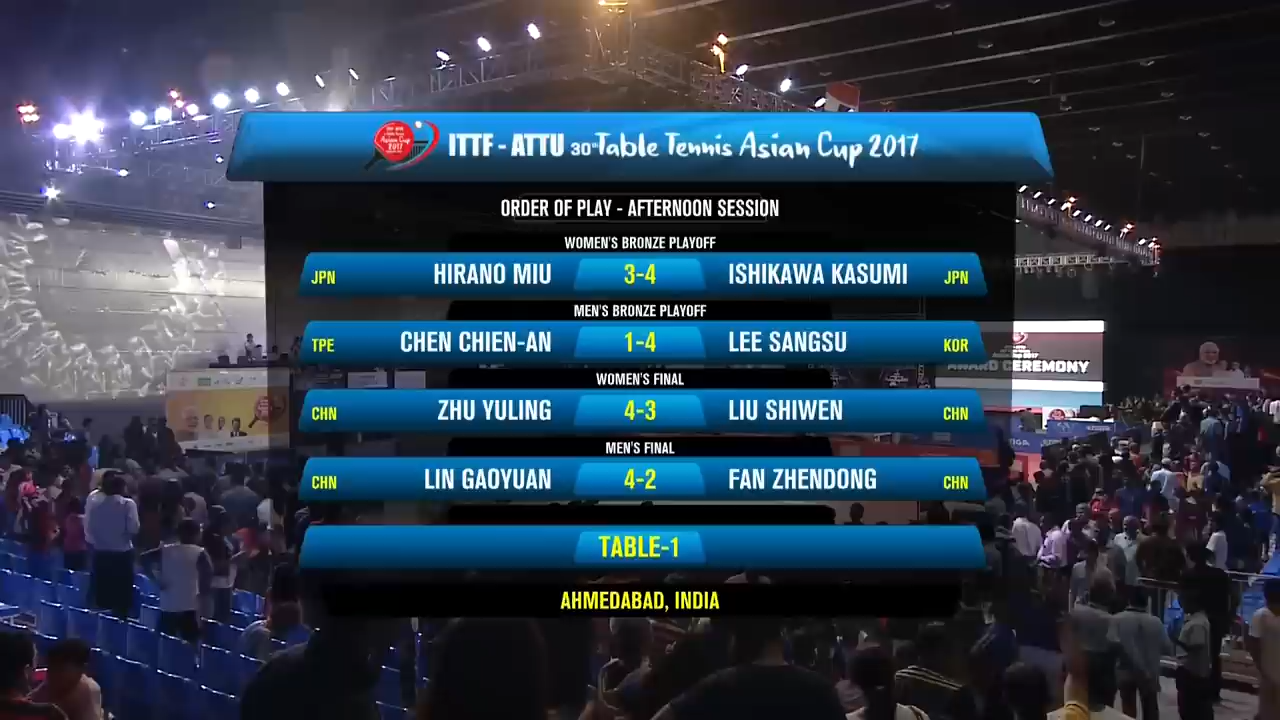 ITTF - ATTU 30th Table Tennis Asian Cup 2017
ORDER OF PLAY - AFTERNOON SESSION
WOMEN'S BRONZE PLAYOFF
JPN HIRANO MIU 3-4 ISHIKAWA KASUMI JPN
MEN'S BRONZE PLAYOFF
TPE CHEN CHIEN-AN 1-4 LEE SANGSU KOR
WOMEN'S FINAL
CHN ZHU YULING 4-3 LIU SHIWEN CHN
MEN'S FINAL
CHN LIN GAOYUAN 4-2 FAN ZHENDONG CHN
TABLE-1
AHMEDABAD, INDIA
AWARD CEREMONY